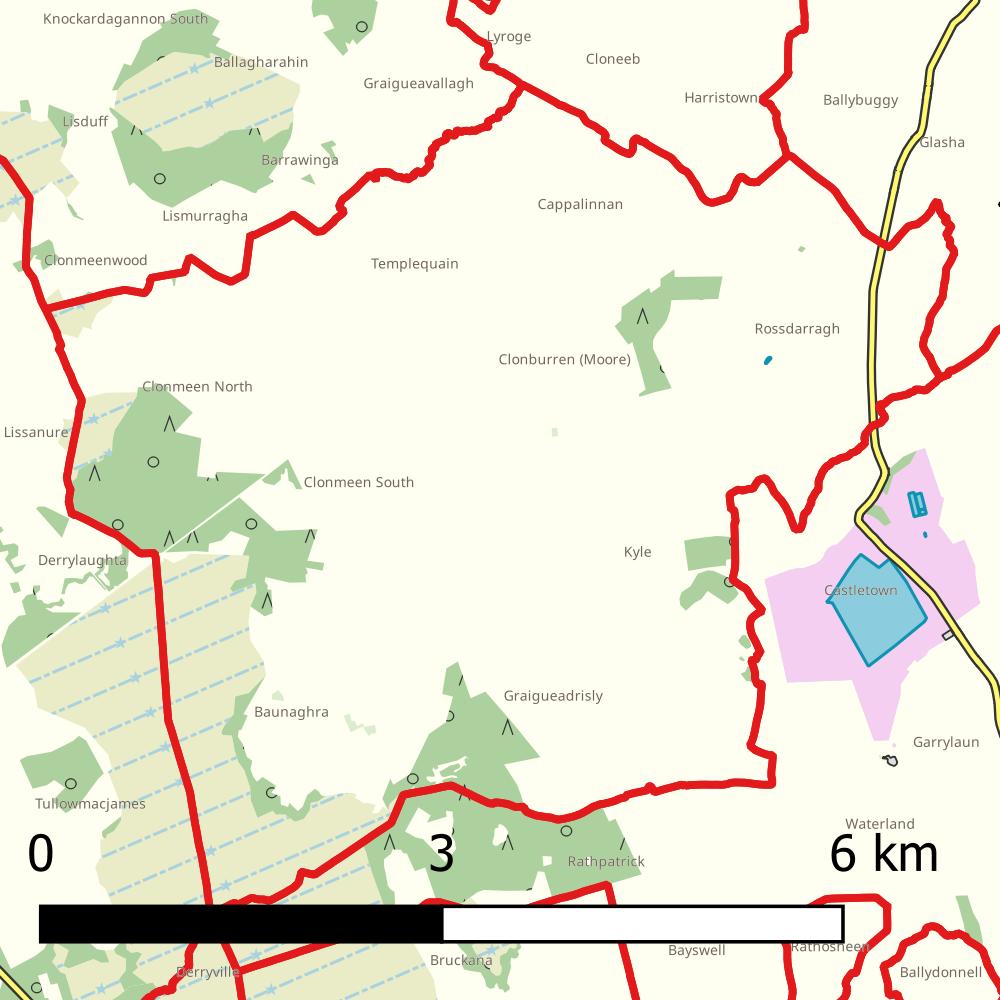 Knockardagannon South
Lyroge
Cloneeb
Ballagharahin
Graigueavallagh
Harristown
Ballybuggy
Lisduff
Glasha
Barrawinga
Cappalinnan
Lismurragha
Clonmeenwood
Templequain
Rossdarragh
Clonburren (Moore)
Clonmeen North
Lissanure
Clonmeen South
Kyle
Derrylaughta
Castletown
Graigueadrisly
Baunaghra
Garrylaun
Tullowmacjames
Waterland
0 3 6 km
Rathpatrick
Rathosheen
Bayswell
Bruckana
Derryville
Ballydonnell